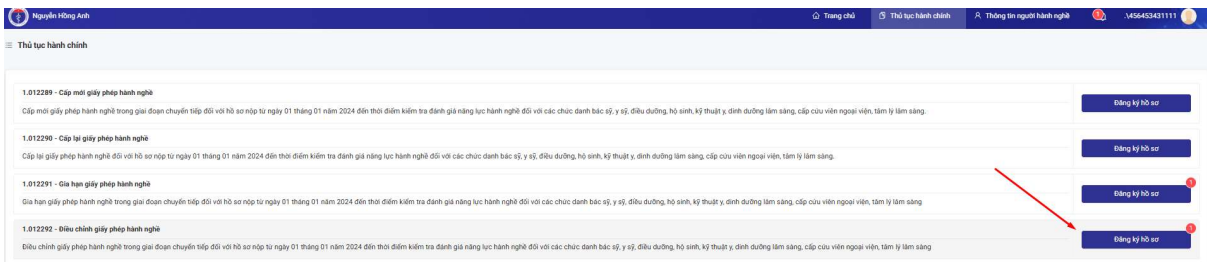 Nguyễn Hồng Anh
Trang chủ
Thủ tục hành chính
Thông tin người hành nghề
1
.\456453431111
Thủ tục hành chính
1.012289 - Cấp mới giấy phép hành nghề
Cấp mới giấy phép hành nghề trong giai đoạn chuyển tiếp đối với hồ sơ nộp từ ngày 01 tháng 01 năm 2024 đến thời điểm kiểm tra đánh giá năng lực hành nghề đối với các chức danh bác sỹ, y sỹ, điều dưỡng, hộ sinh, kỹ thuật y, dinh dưỡng lâm sàng, cấp cứu viên ngoại viện, tâm lý lâm sàng.
Đăng ký hồ sơ
1.012290 - Cấp lại giấy phép hành nghề
Cấp lại giấy phép hành nghề đối với hồ sơ nộp từ ngày 01 tháng 01 năm 2024 đến thời điểm kiểm tra đánh giá năng lực hành nghề đối với các chức danh bác sỹ, y sỹ, điều dưỡng, hộ sinh, kỹ thuật y, dinh dưỡng lâm sàng, cấp cứu viên ngoại viện, tâm lý lâm sàng.
Đăng ký hồ sơ
1.012291 - Gia hạn giấy phép hành nghề
Gia hạn giấy phép hành nghề trong giai đoạn chuyển tiếp đối với hồ sơ nộp từ ngày 01 tháng 01 năm 2024 đến thời điểm kiểm tra đánh giá năng lực hành nghề đối với các chức danh bác sỹ, y sỹ, điều dưỡng, hộ sinh, kỹ thuật y, dinh dưỡng lâm sàng, cấp cứu viên ngoại viện, tâm lý lâm sàng
1
Đăng ký hồ sơ
1.012292 - Điều chỉnh giấy phép hành nghề
Điều chỉnh giấy phép hành nghề trong giai đoạn chuyển tiếp đối với hồ sơ nộp từ ngày 01 tháng 01 năm 2024 đến thời điểm kiểm tra đánh giá năng lực hành nghề đối với các chức danh bác sỹ, y sỹ, điều dưỡng, hộ sinh, kỹ thuật y, dinh dưỡng lâm sàng, cấp cứu viên ngoại viện, tâm lý lâm sàng
1
Đăng ký hồ sơ